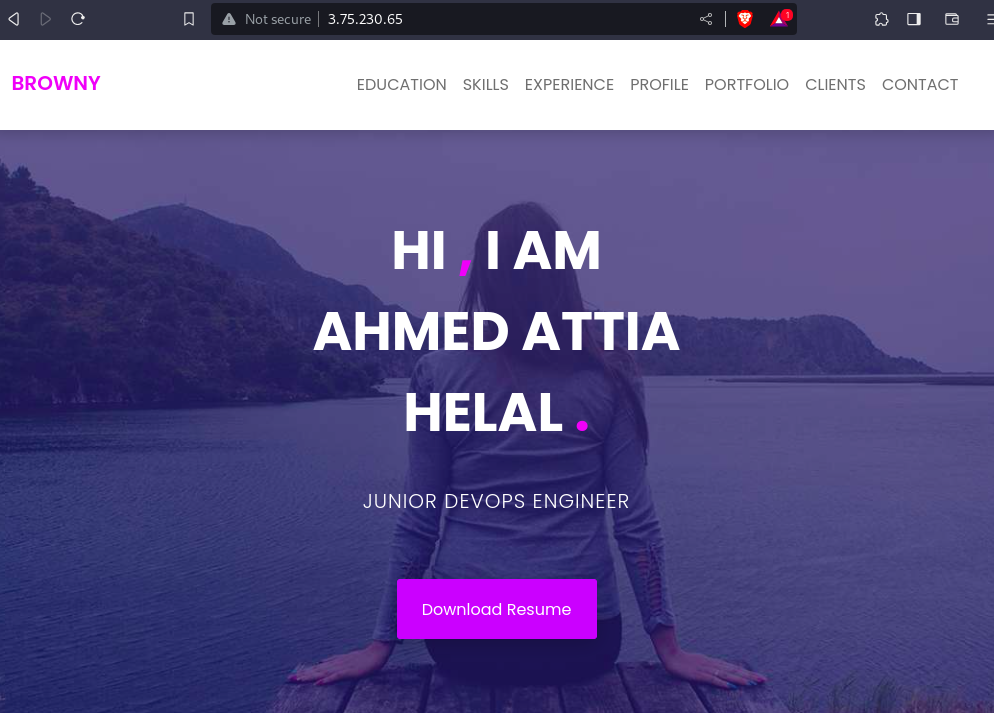 Not secure
3.75.230.65
1
BROWNY
EDUCATION SKILLS EXPERIENCE PROFILE PORTFOLIO CLIENTS CONTACT
HI , I AM
AHMED ATTIA
HELAL .
JUNIOR DEVOPS ENGINEER
Download Resume